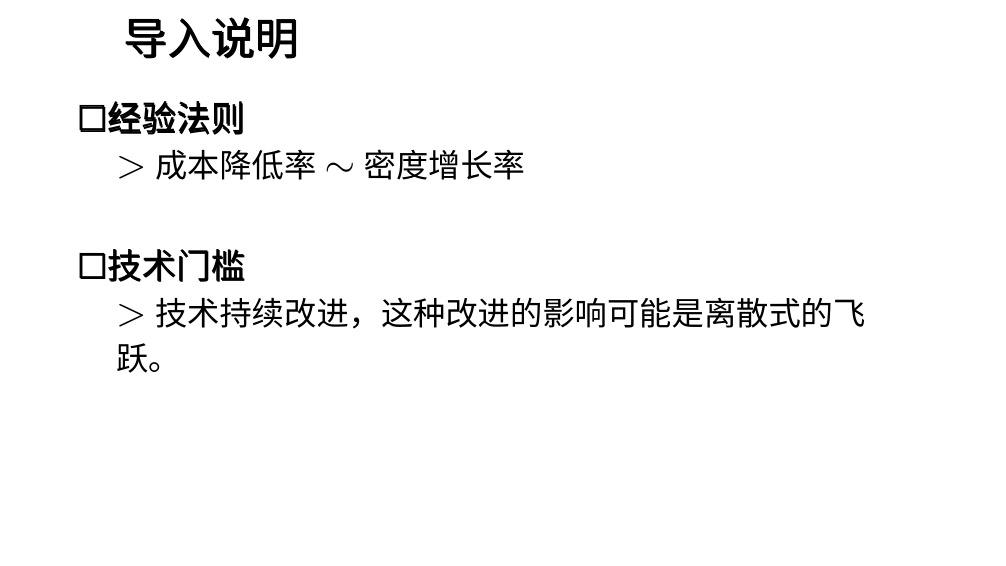 导入说明
□经验法则
> 成本降低率 ～ 密度增长率
□技术门槛
> 技术持续改进，这种改进的影响可能是离散式的飞
跃。